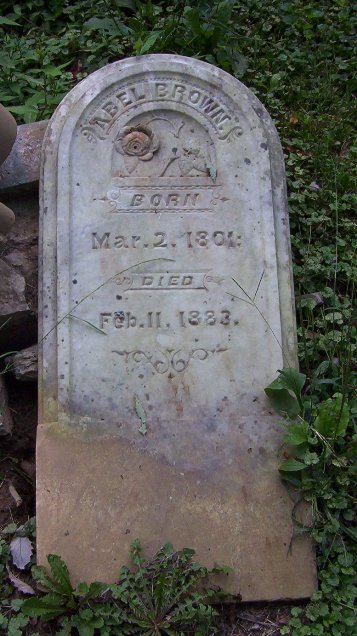 ABEL BROWN.
BORN
Mar. 2. 1801:
DIED
Feb. 11. 1883.